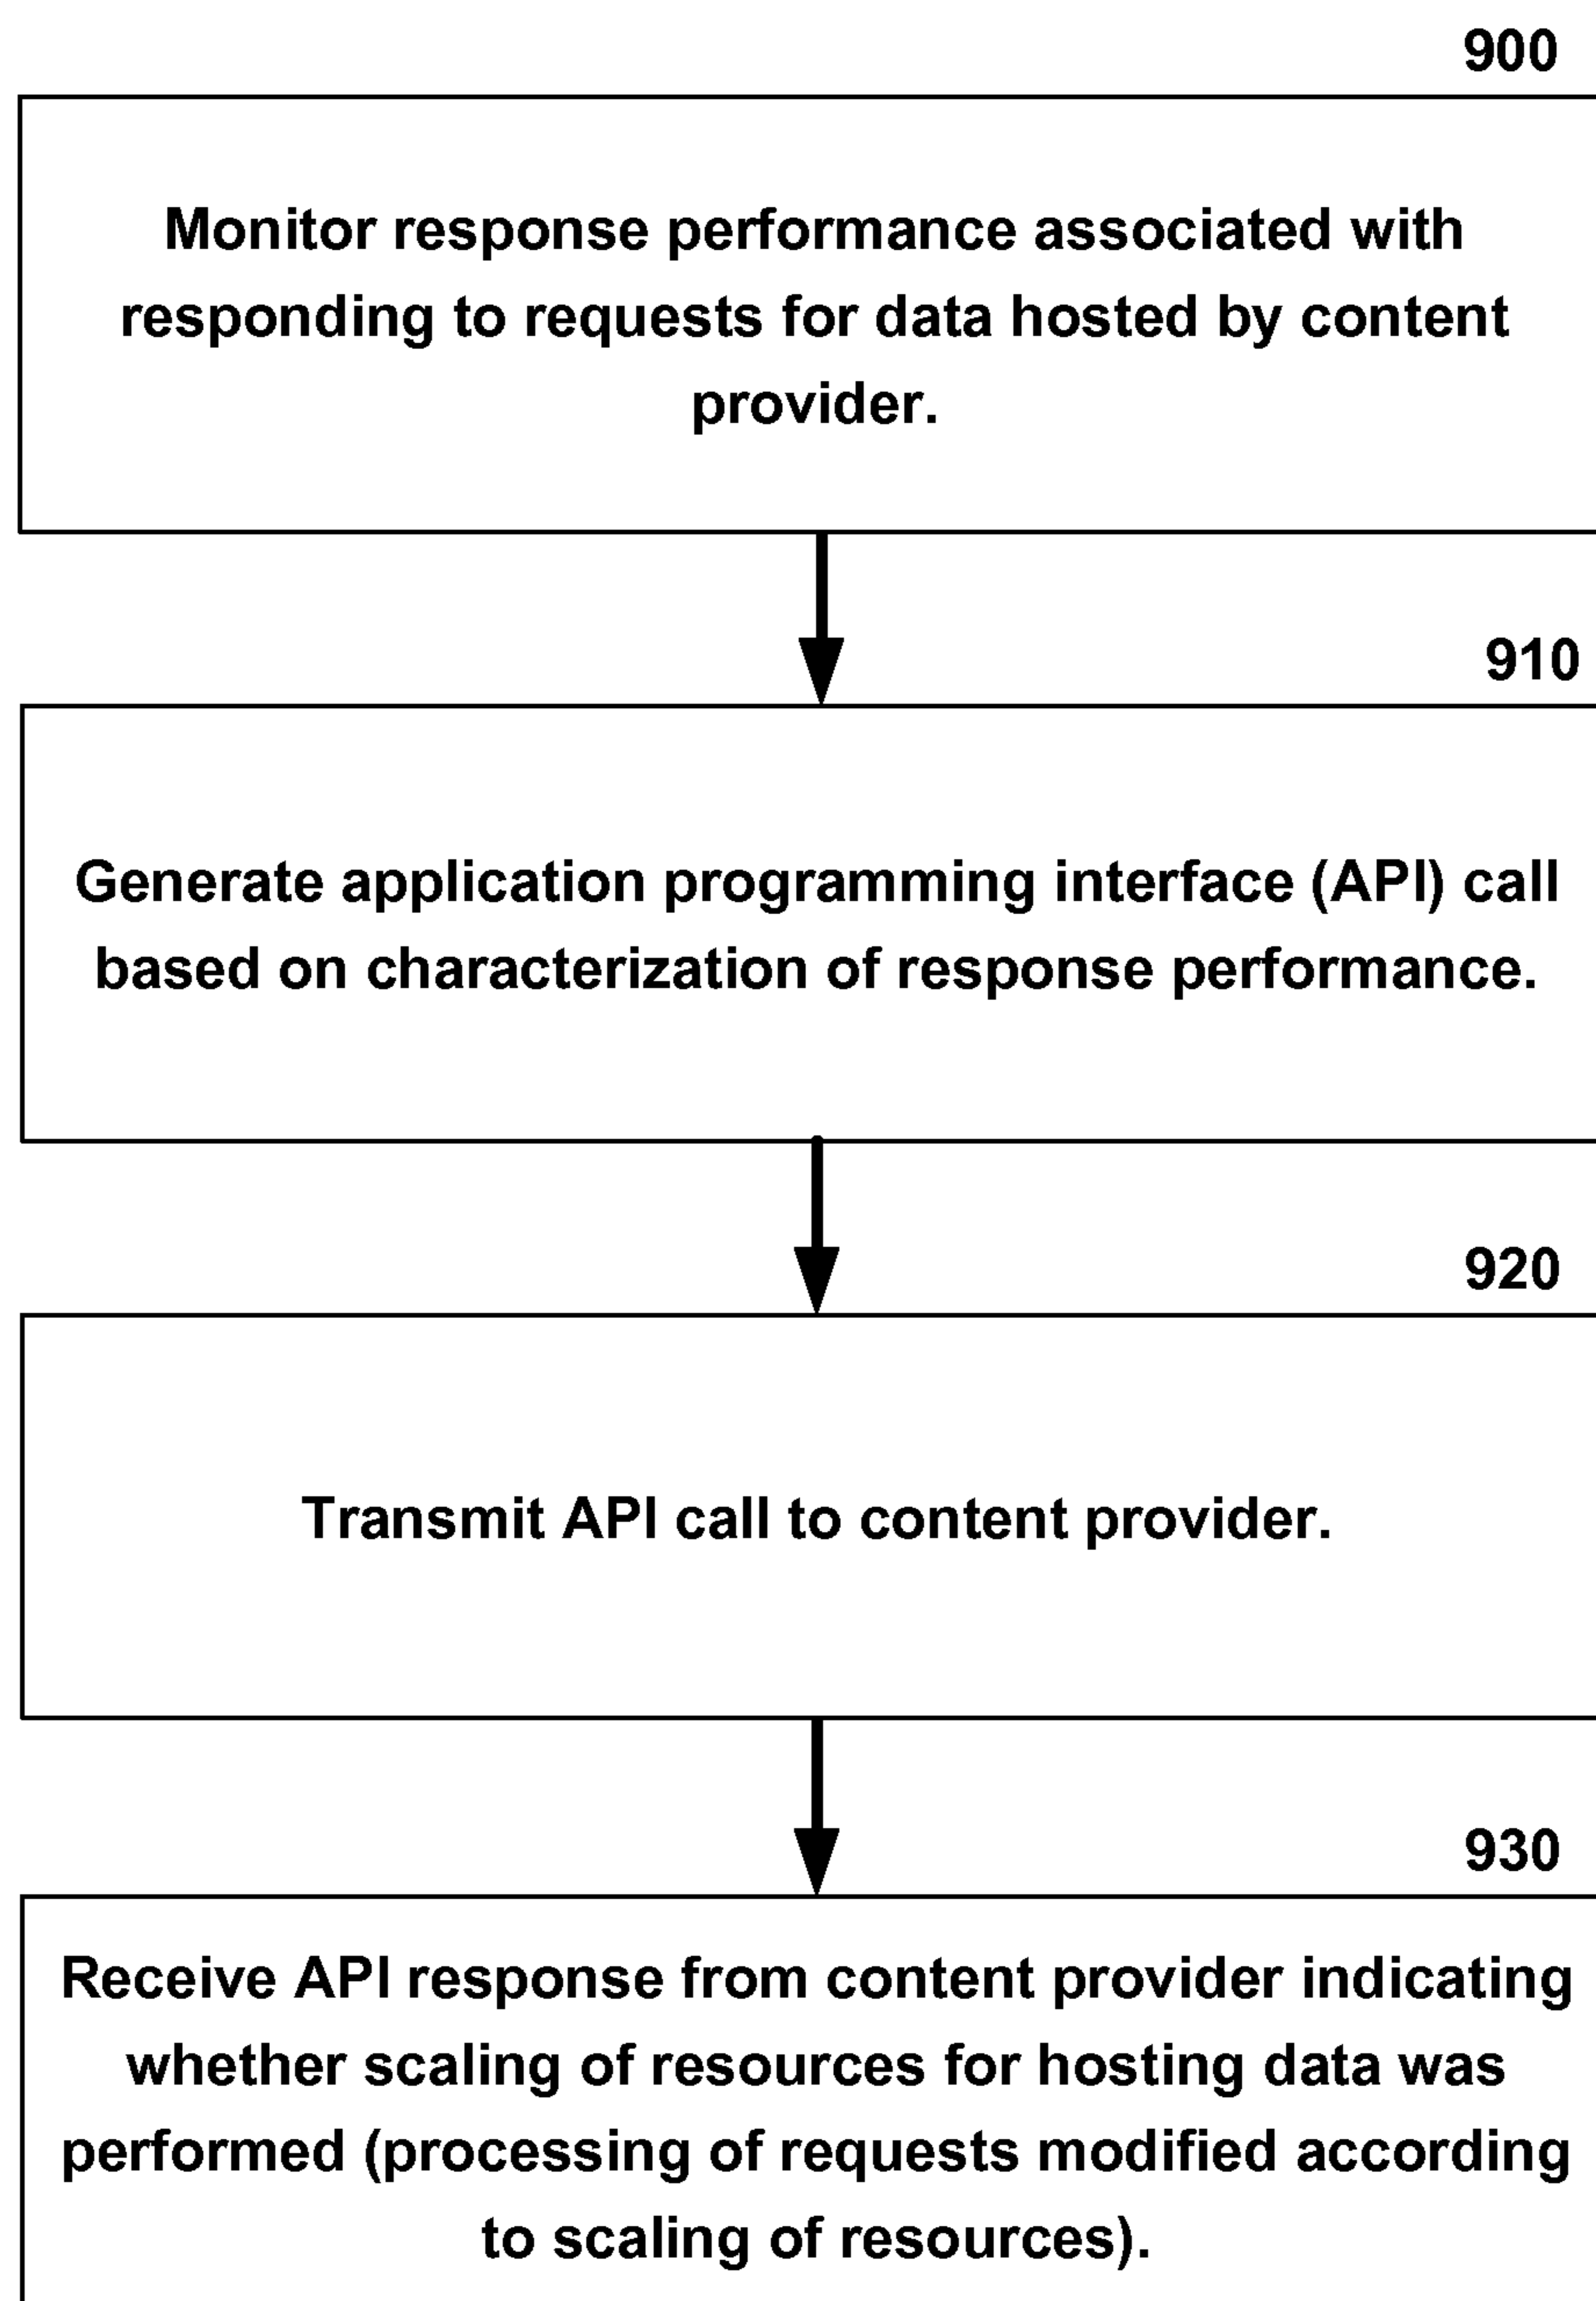 900
Monitor response performance associated with
responding to requests for data hosted by content
provider.
910
Generate application programming interface (API) call
based on characterization of response performance.
920
Transmit API call to content provider.
930
Receive API response from content provider indicating
whether scaling of resources for hosting data was
performed (processing of requests modified according
to scaling of resources).